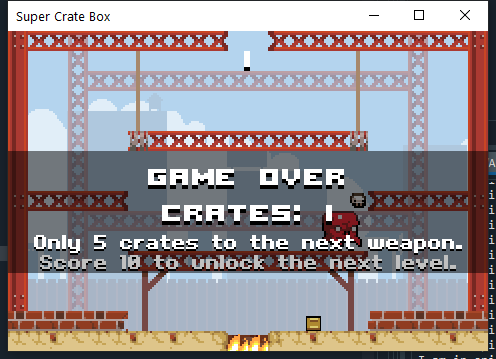 Super Crate Box
1
GAME OVER
CRATES: 1
Only 5 crates to the next weapon.
Score 10 to unlock the next level.